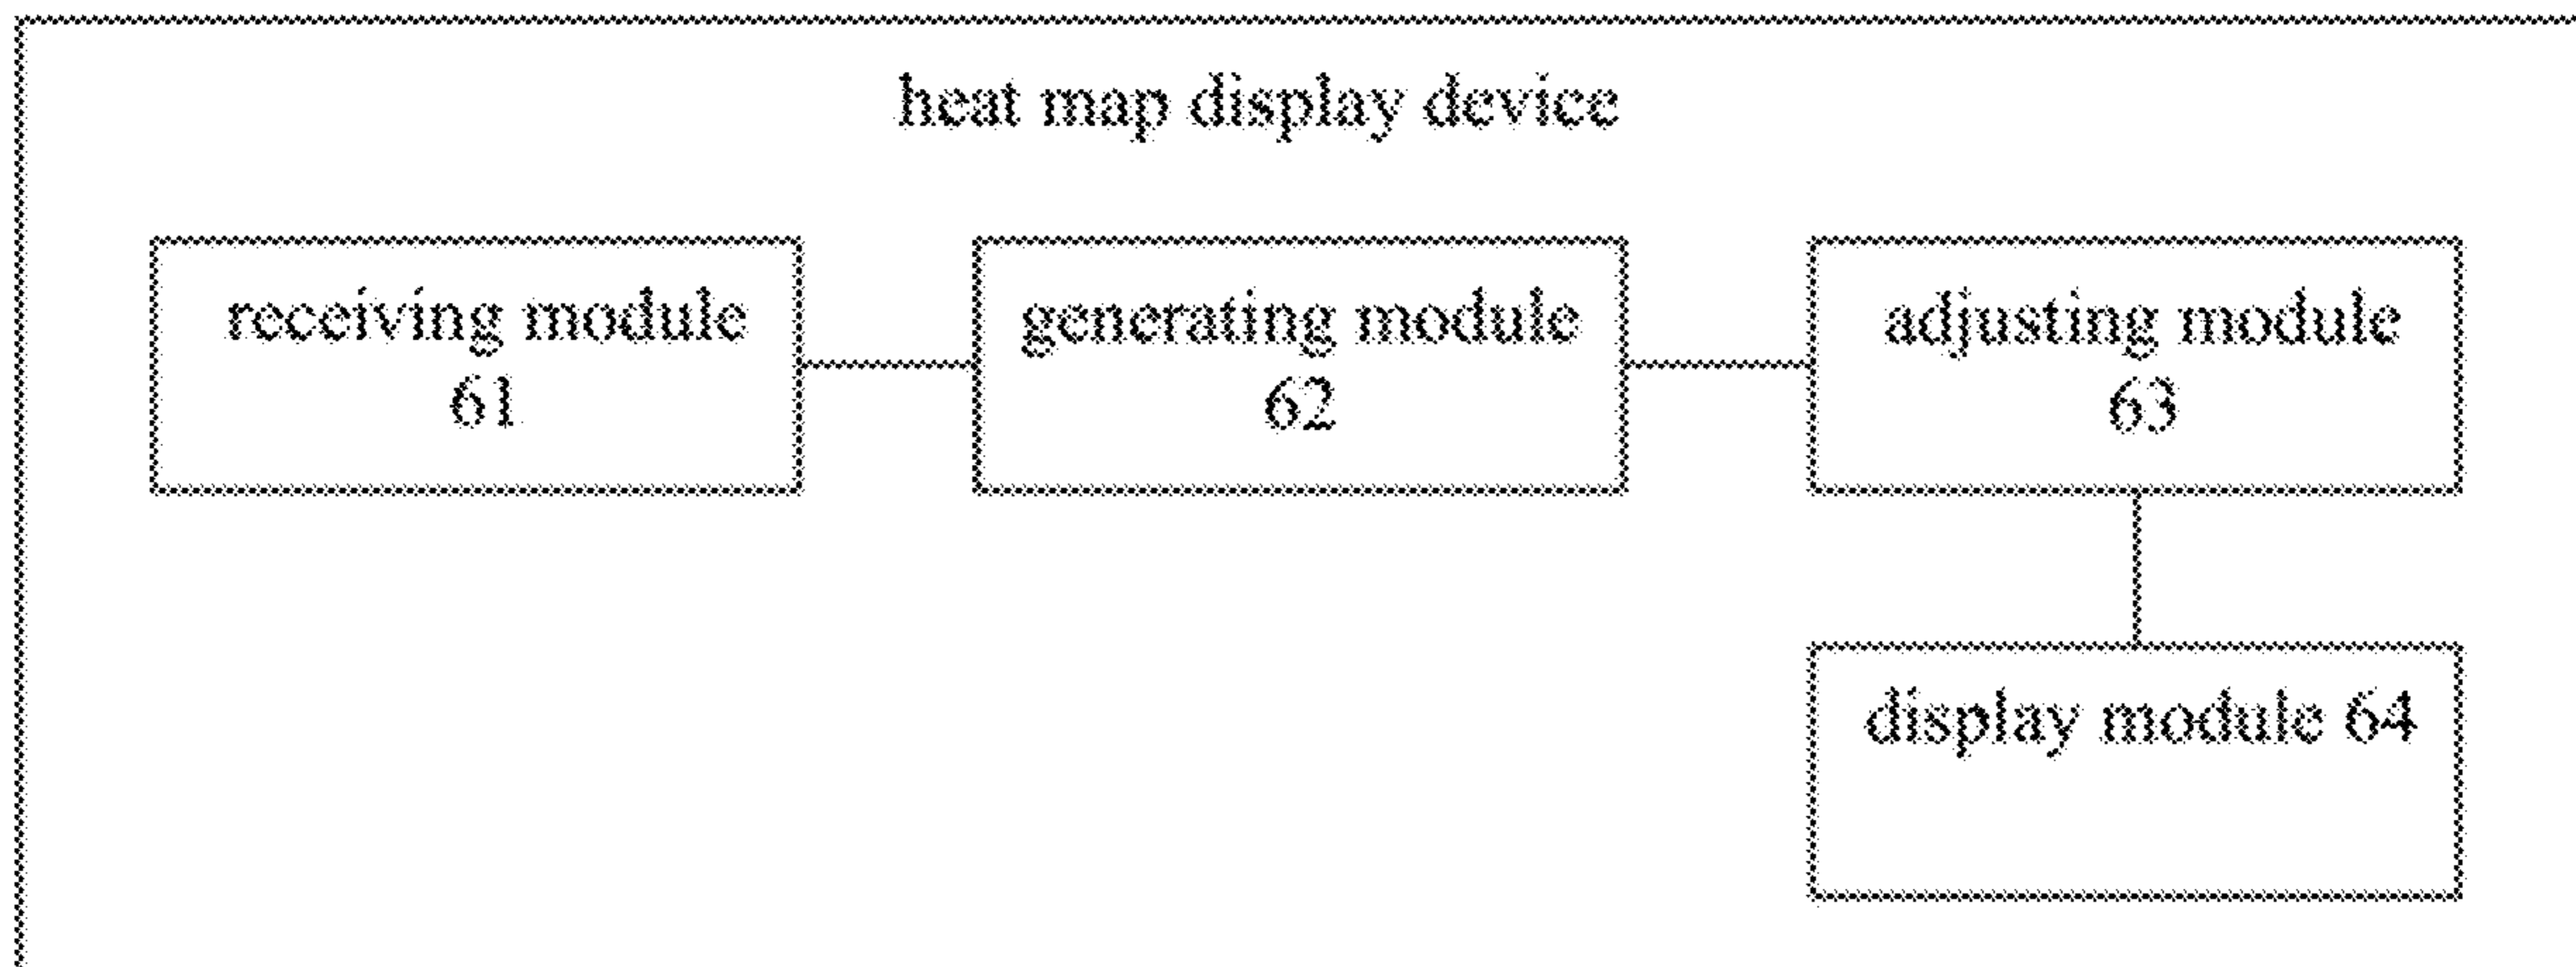 heat map display device
receiving module
61
generating module
62
adjusting module
63
display module 64